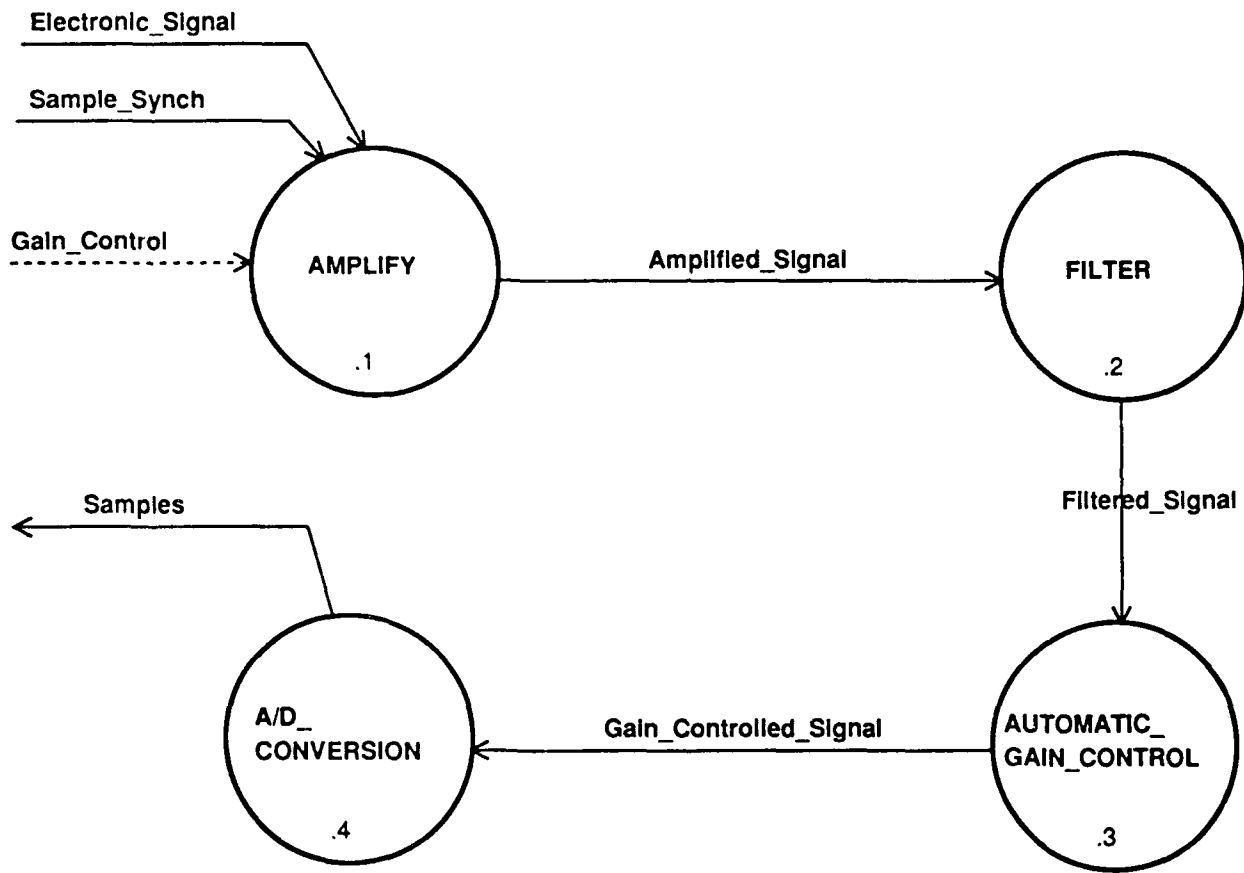 Electronic_Signal
Sample_Synch
Gain_Control
AMPLIFY
.1
Amplified_Signal
FILTER
.2
Filtered_Signal
AUTOMATIC_
GAIN_CONTROL
.3
Gain_Controlled_Signal
A/D_
CONVERSION
.4
Samples